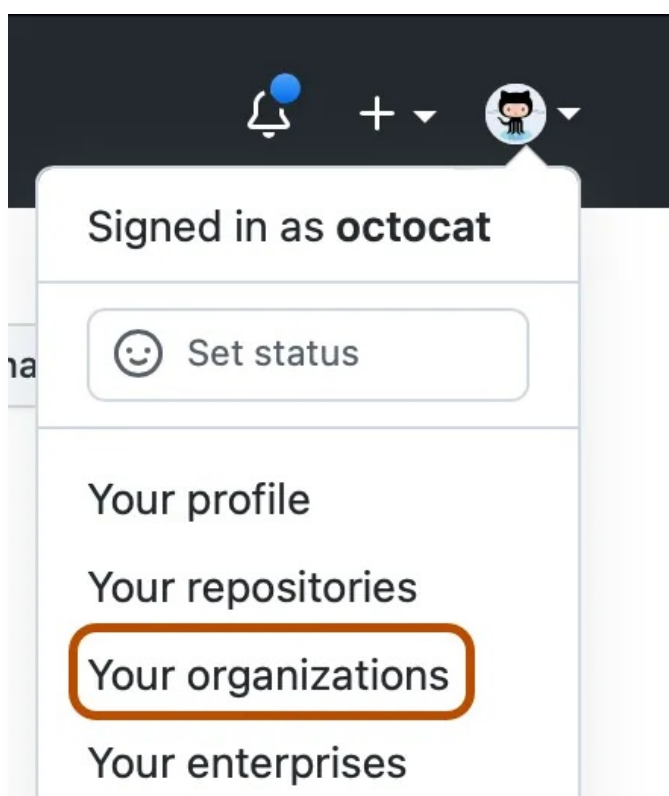 Signed in as octocat
Set status
Your profile
Your repositories
Your organizations
Your enterprises